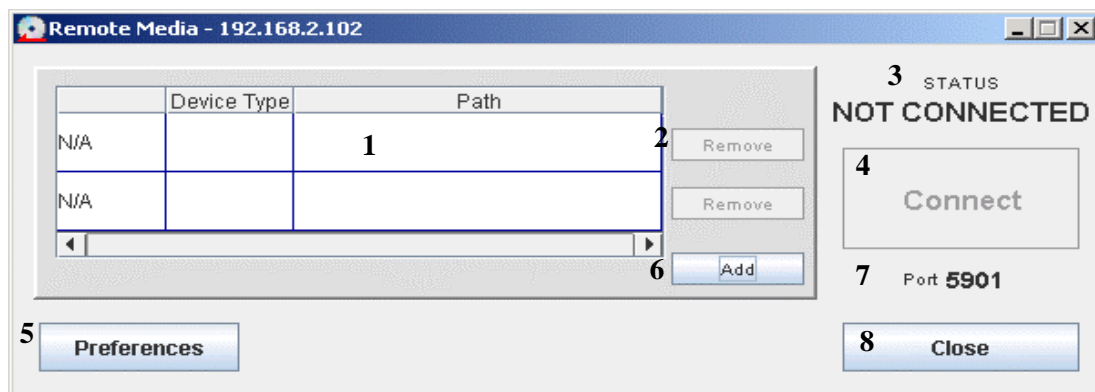 Remote Media - 192.168.2.102
Device Type Path
N/A
1
N/A
2 Remove
Remove
6 Add
3 STATUS
NOT CONNECTED
4 Connect
7 Port 5901
5 Preferences
8 Close